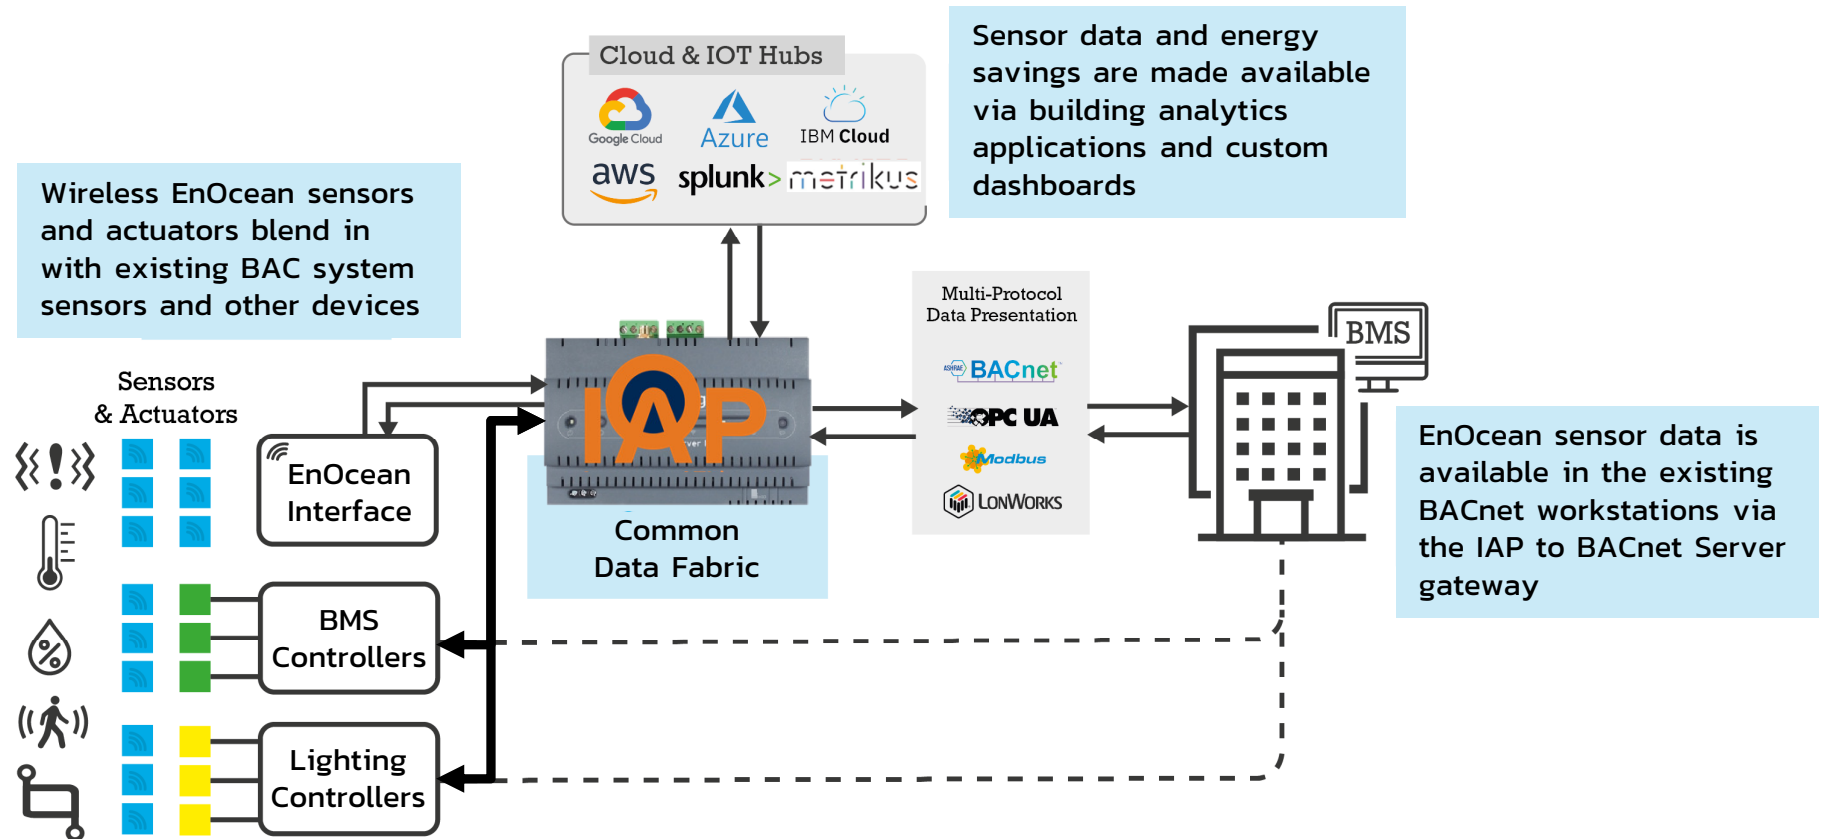 Cloud & IOT Hubs
Google Cloud
Azure
IBM Cloud
aws
splunk>
metrikus
Sensor data and energy
savings are made available
via building analytics
applications and custom
dashboards
Wireless EnOcean sensors
and actuators blend in
with existing BAC system
sensors and other devices
Sensors
& Actuators
EnOcean
Interface
IAP
Common
Data Fabric
Multi-Protocol
Data Presentation
ASHRAE BACnet
OPC UA
Modbus
LONWORKS
BMS
EnOcean sensor data is
available in the existing
BACnet workstations via
the IAP to BACnet Server
gateway
BMS
Controllers
Lighting
Controllers